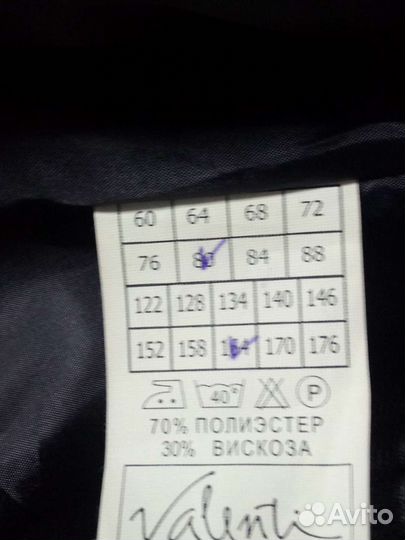 60 64 68 72
76 80 84 88
122 128 134 140 146
152 158 164 170 176
40° P
70% ПОЛИЭСТЕР
30% ВИСКОЗА
Valenti
Avito